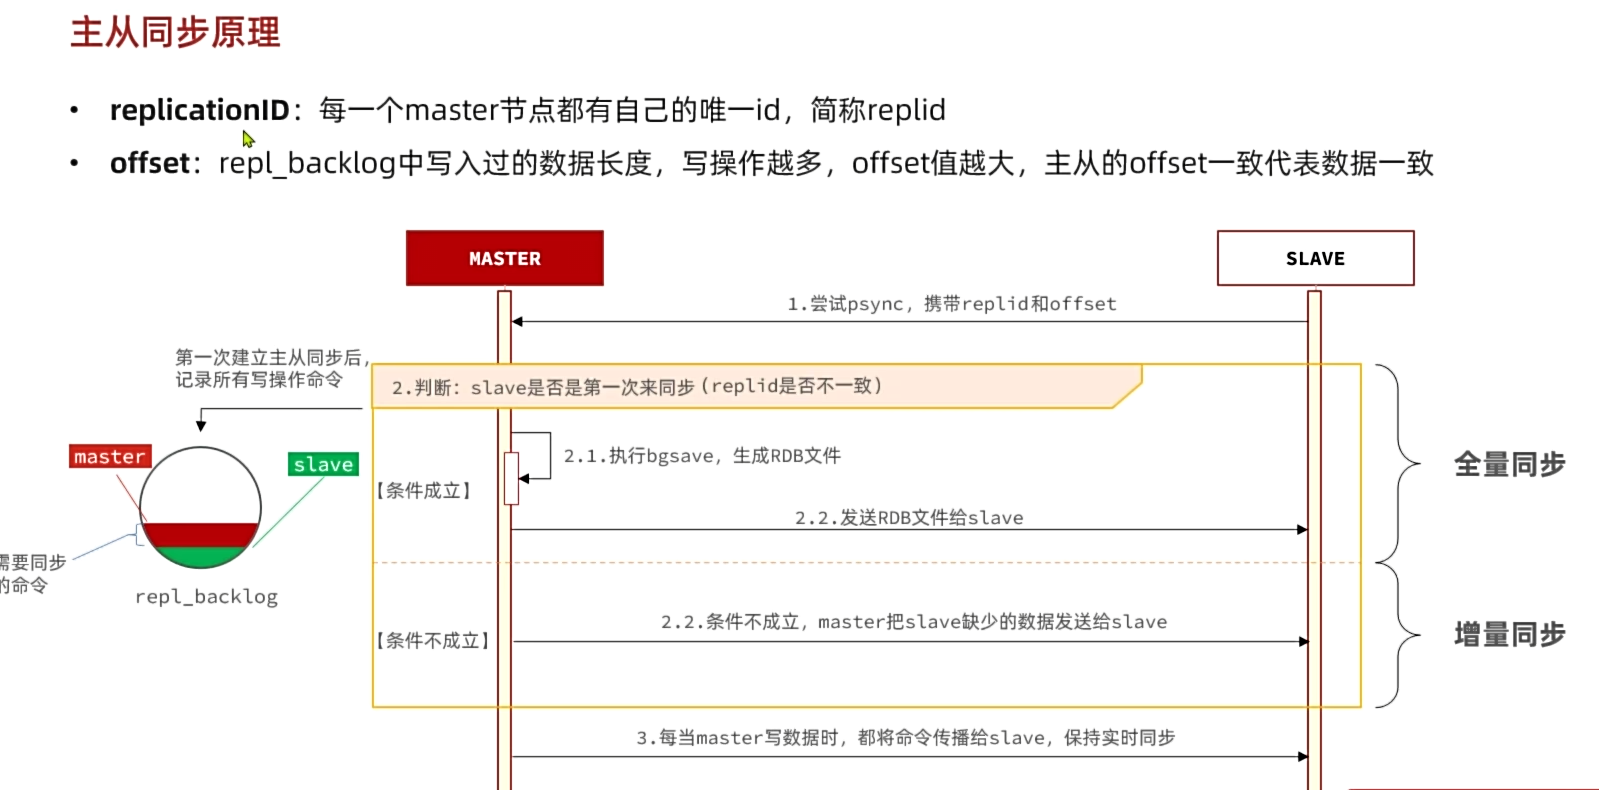 主从同步原理
• replicationID：每一个master节点都有自己的唯一id，简称replid
• offset：repl_backlog中写入过的数据长度，写操作越多，offset值越大，主从的offset一致代表数据一致
MASTER
SLAVE
1.尝试psync，携带replid和offset
第一次建立主从同步后，
记录所有写操作命令
2.判断：slave是否是第一次来同步（replid是否不一致）
master
slave
2.1.执行bgsave，生成RDB文件
【条件成立】
全量同步
2.2.发送RDB文件给slave
需要同步
的命令
repl_backlog
2.2.条件不成立，master把slave缺少的数据发送给slave
【条件不成立】
增量同步
3.每当master写数据时，都将命令传播给slave，保持实时同步